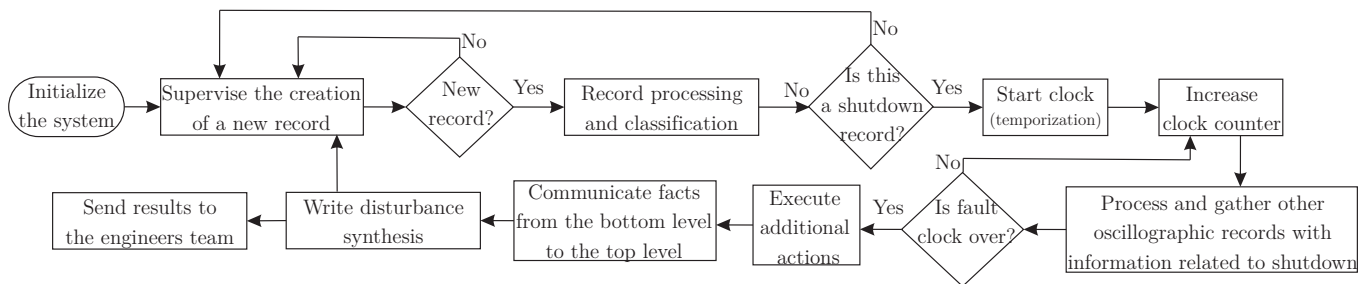 No
No
Initialize
the system
Supervise the creation
of a new record
New
record?
Yes
Record processing
and classification
No
Is this
a shutdown
record?
Yes
Start clock
(temporization)
Increase
clock counter
Send results to
the engineers team
Write disturbance
synthesis
Communicate facts
from the bottom level
to the top level
Execute
additional
actions
Yes
No
Is fault
clock over?
Process and gather other
oscillographic records with
information related to shutdown